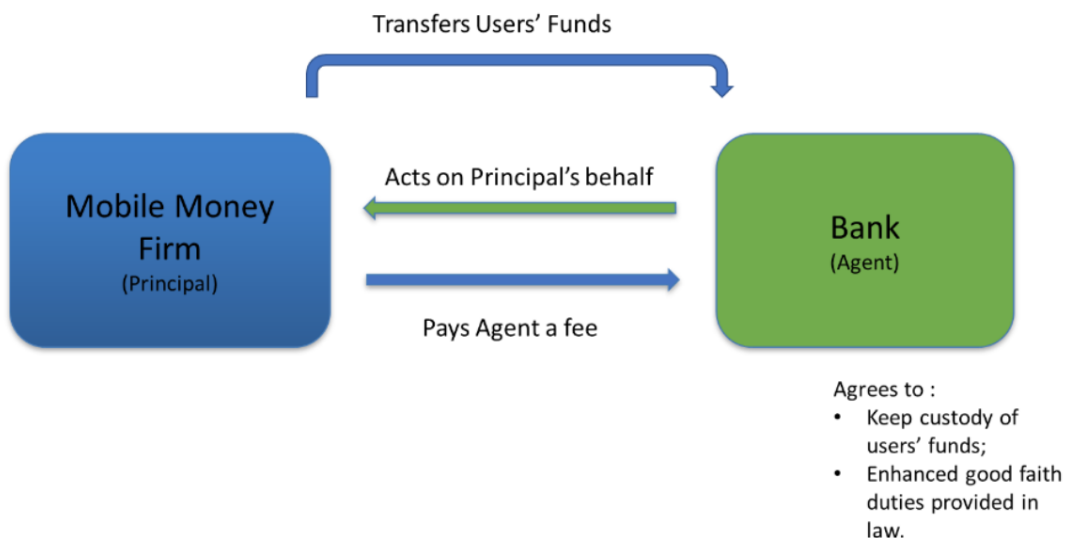 Transfers Users’ Funds
Mobile Money
Firm
(Principal)
Acts on Principal’s behalf
Pays Agent a fee
Bank
(Agent)
Agrees to :
• Keep custody of
users’ funds;
• Enhanced good faith
duties provided in
law.